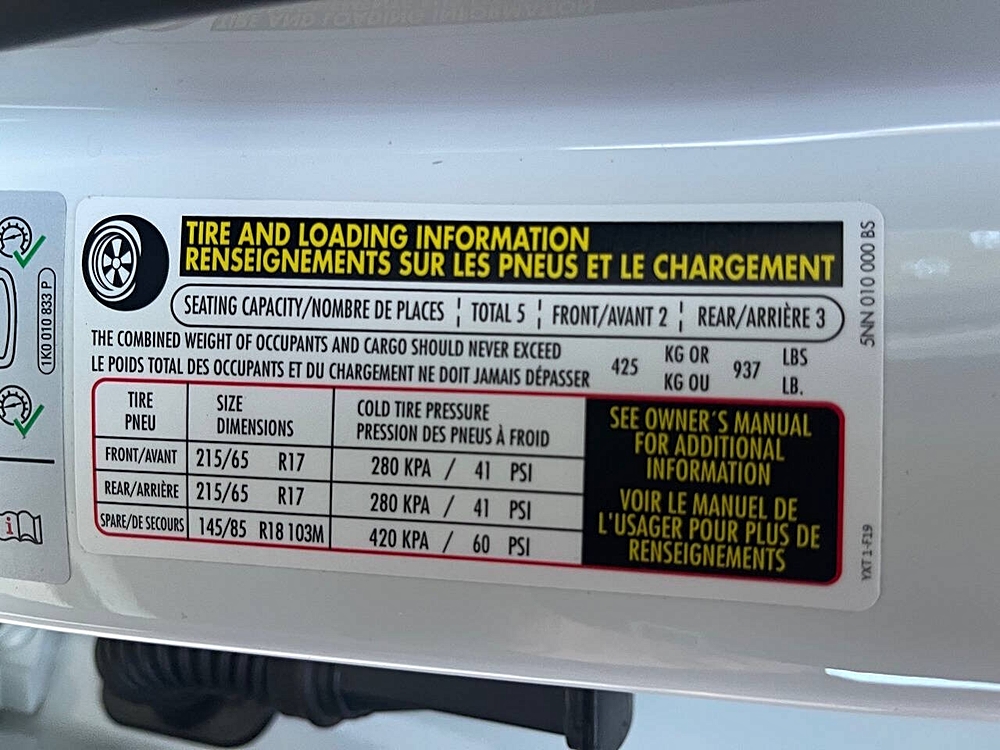 TIRE AND LOADING INFORMATION
TIRE AND LOADING INFORMATION
RENSEIGNEMENTS SUR LES PNEUS ET LE CHARGEMENT
SEATING CAPACITY/NOMBRE DE PLACES ¦ TOTAL 5 ¦ FRONT/AVANT 2 ¦ REAR/ARRIÈRE 3
THE COMBINED WEIGHT OF OCCUPANTS AND CARGO SHOULD NEVER EXCEED
LE POIDS TOTAL DES OCCUPANTS ET DU CHARGEMENT NE DOIT JAMAIS DÉPASSER
425 KG OR 937 LBS
KG OU LB.
TIRE SIZE COLD TIRE PRESSURE
PNEU DIMENSIONS PRESSION DES PNEUS À FROID
FRONT/AVANT 215/65 R17 280 KPA / 41 PSI
REAR/ARRIÈRE 215/65 R17 280 KPA / 41 PSI
SPARE/DE SECOURS 145/85 R18 103M 420 KPA / 60 PSI
SEE OWNER'S MANUAL
FOR ADDITIONAL
INFORMATION
VOIR LE MANUEL DE
L'USAGER POUR PLUS DE
RENSEIGNEMENTS
5NN 010 000 BS
YXT 1-F19
1K0 010 833 P
i